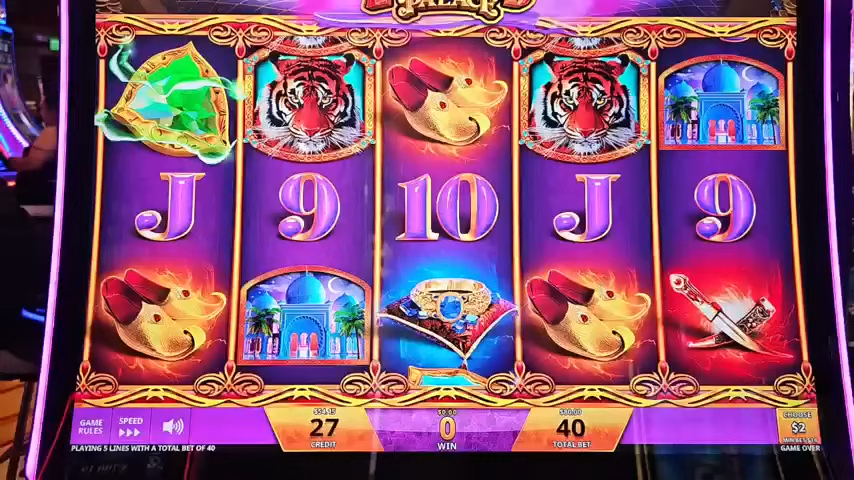 PALACE
J 9 10 J 9
GAME RULES
SPEED
$54.15
27
CREDIT
$0.00
0
WIN
$80.00
40
TOTAL BET
CHOOSE
$2
GAME OVER
PLAYING 5 LINES WITH A TOTAL BET OF 40